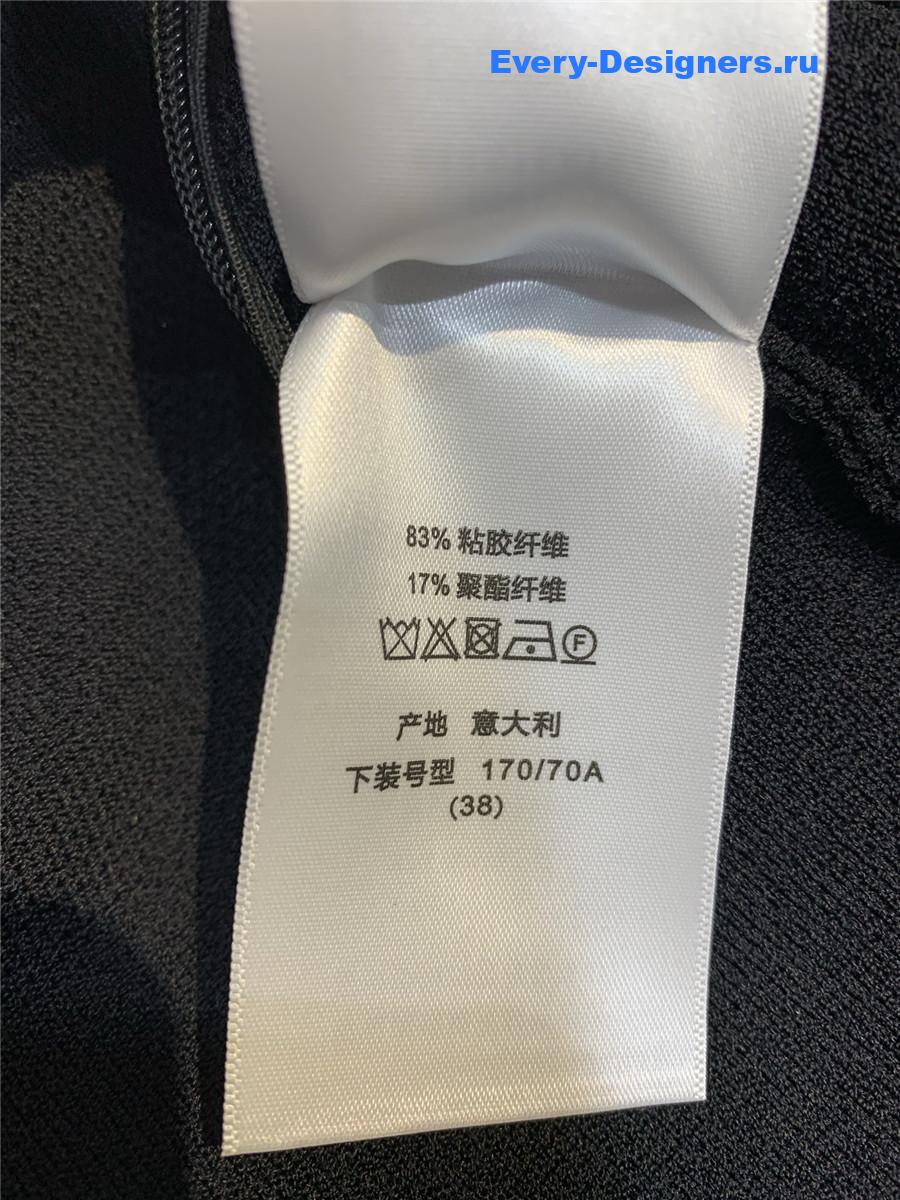 Every-Designers.ru
83% 粘胶纤维
17% 聚酯纤维
F
产地 意大利
下装号型 170/70A
(38)